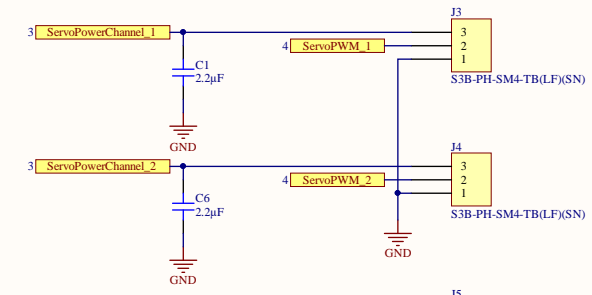 J3
3 ServoPowerChannel_1
3
4 ServoPWM_1
2
1
C1
2.2µF
S3B-PH-SM4-TB(LF)(SN)
GND
J4
3 ServoPowerChannel_2
3
4 ServoPWM_2
2
1
C6
2.2µF
S3B-PH-SM4-TB(LF)(SN)
GND
GND
J5